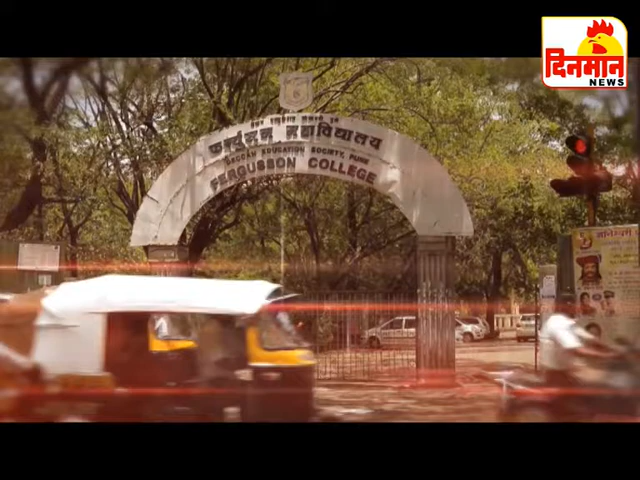 दिनमान
NEWS
फर्ग्युसन महाविद्यालय
DECCAN EDUCATION SOCIETY, PUNE
FERGUSSON COLLEGE